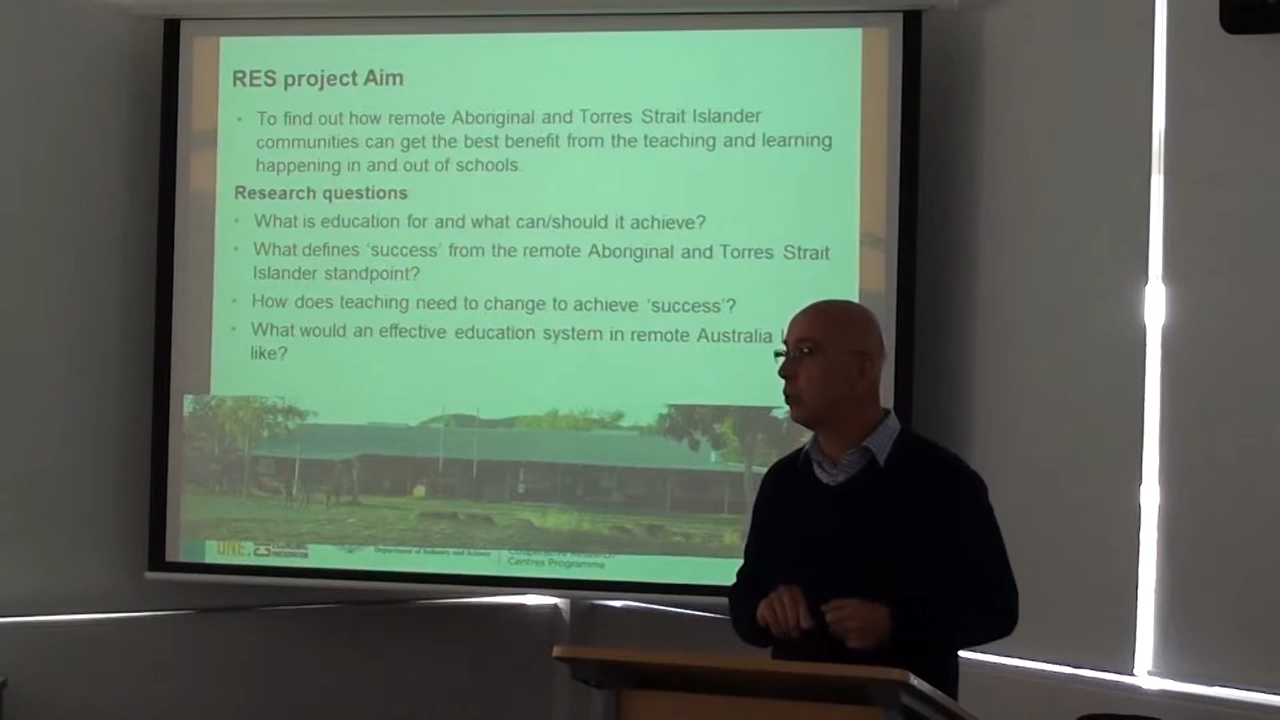 RES project Aim
To find out how remote Aboriginal and Torres Strait Islander
communities can get the best benefit from the teaching and learning
happening in and out of schools
Research questions
What is education for and what can/should it achieve?
What defines ‘success’ from the remote Aboriginal and Torres Strait
Islander standpoint?
How does teaching need to change to achieve ‘success’?
What would an effective education system in remote Australia
like?
Department of Industry and Science
Centres Programme